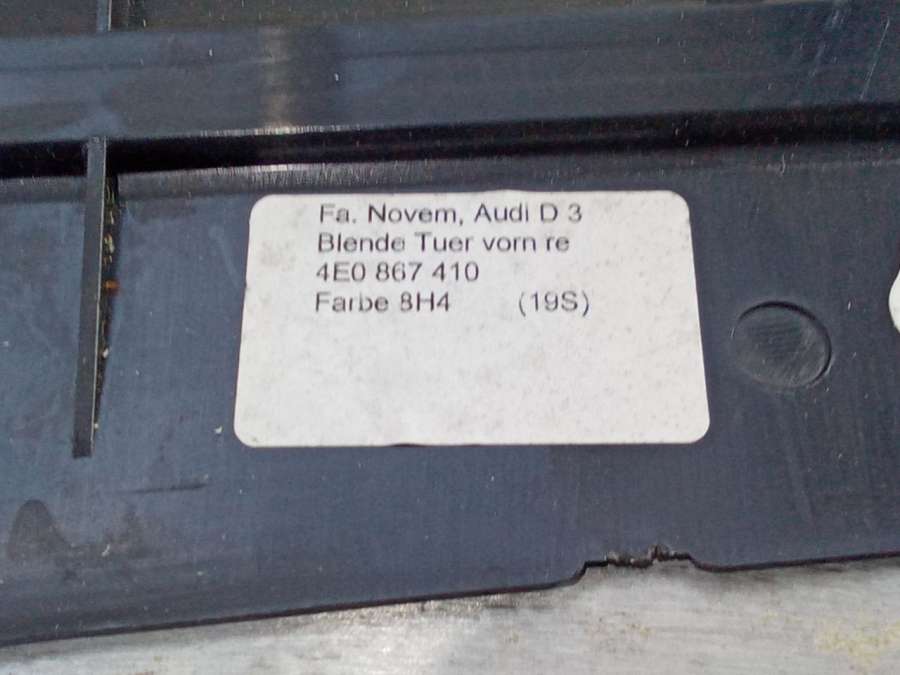 Fa. Novem, Audi D 3
Blende Tuer vorn re
4E0 867 410
Farbe 8H4 (19S)